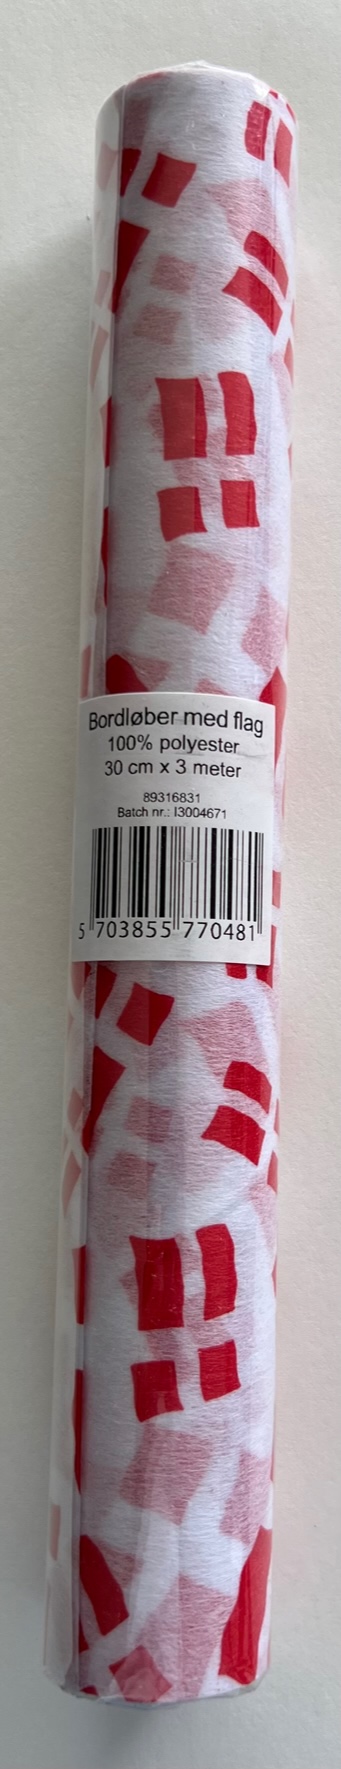 Bordløber med flag
100% polyester
30 cm x 3 meter
89316831
Batch nr.: I3004671
5 703855 770481